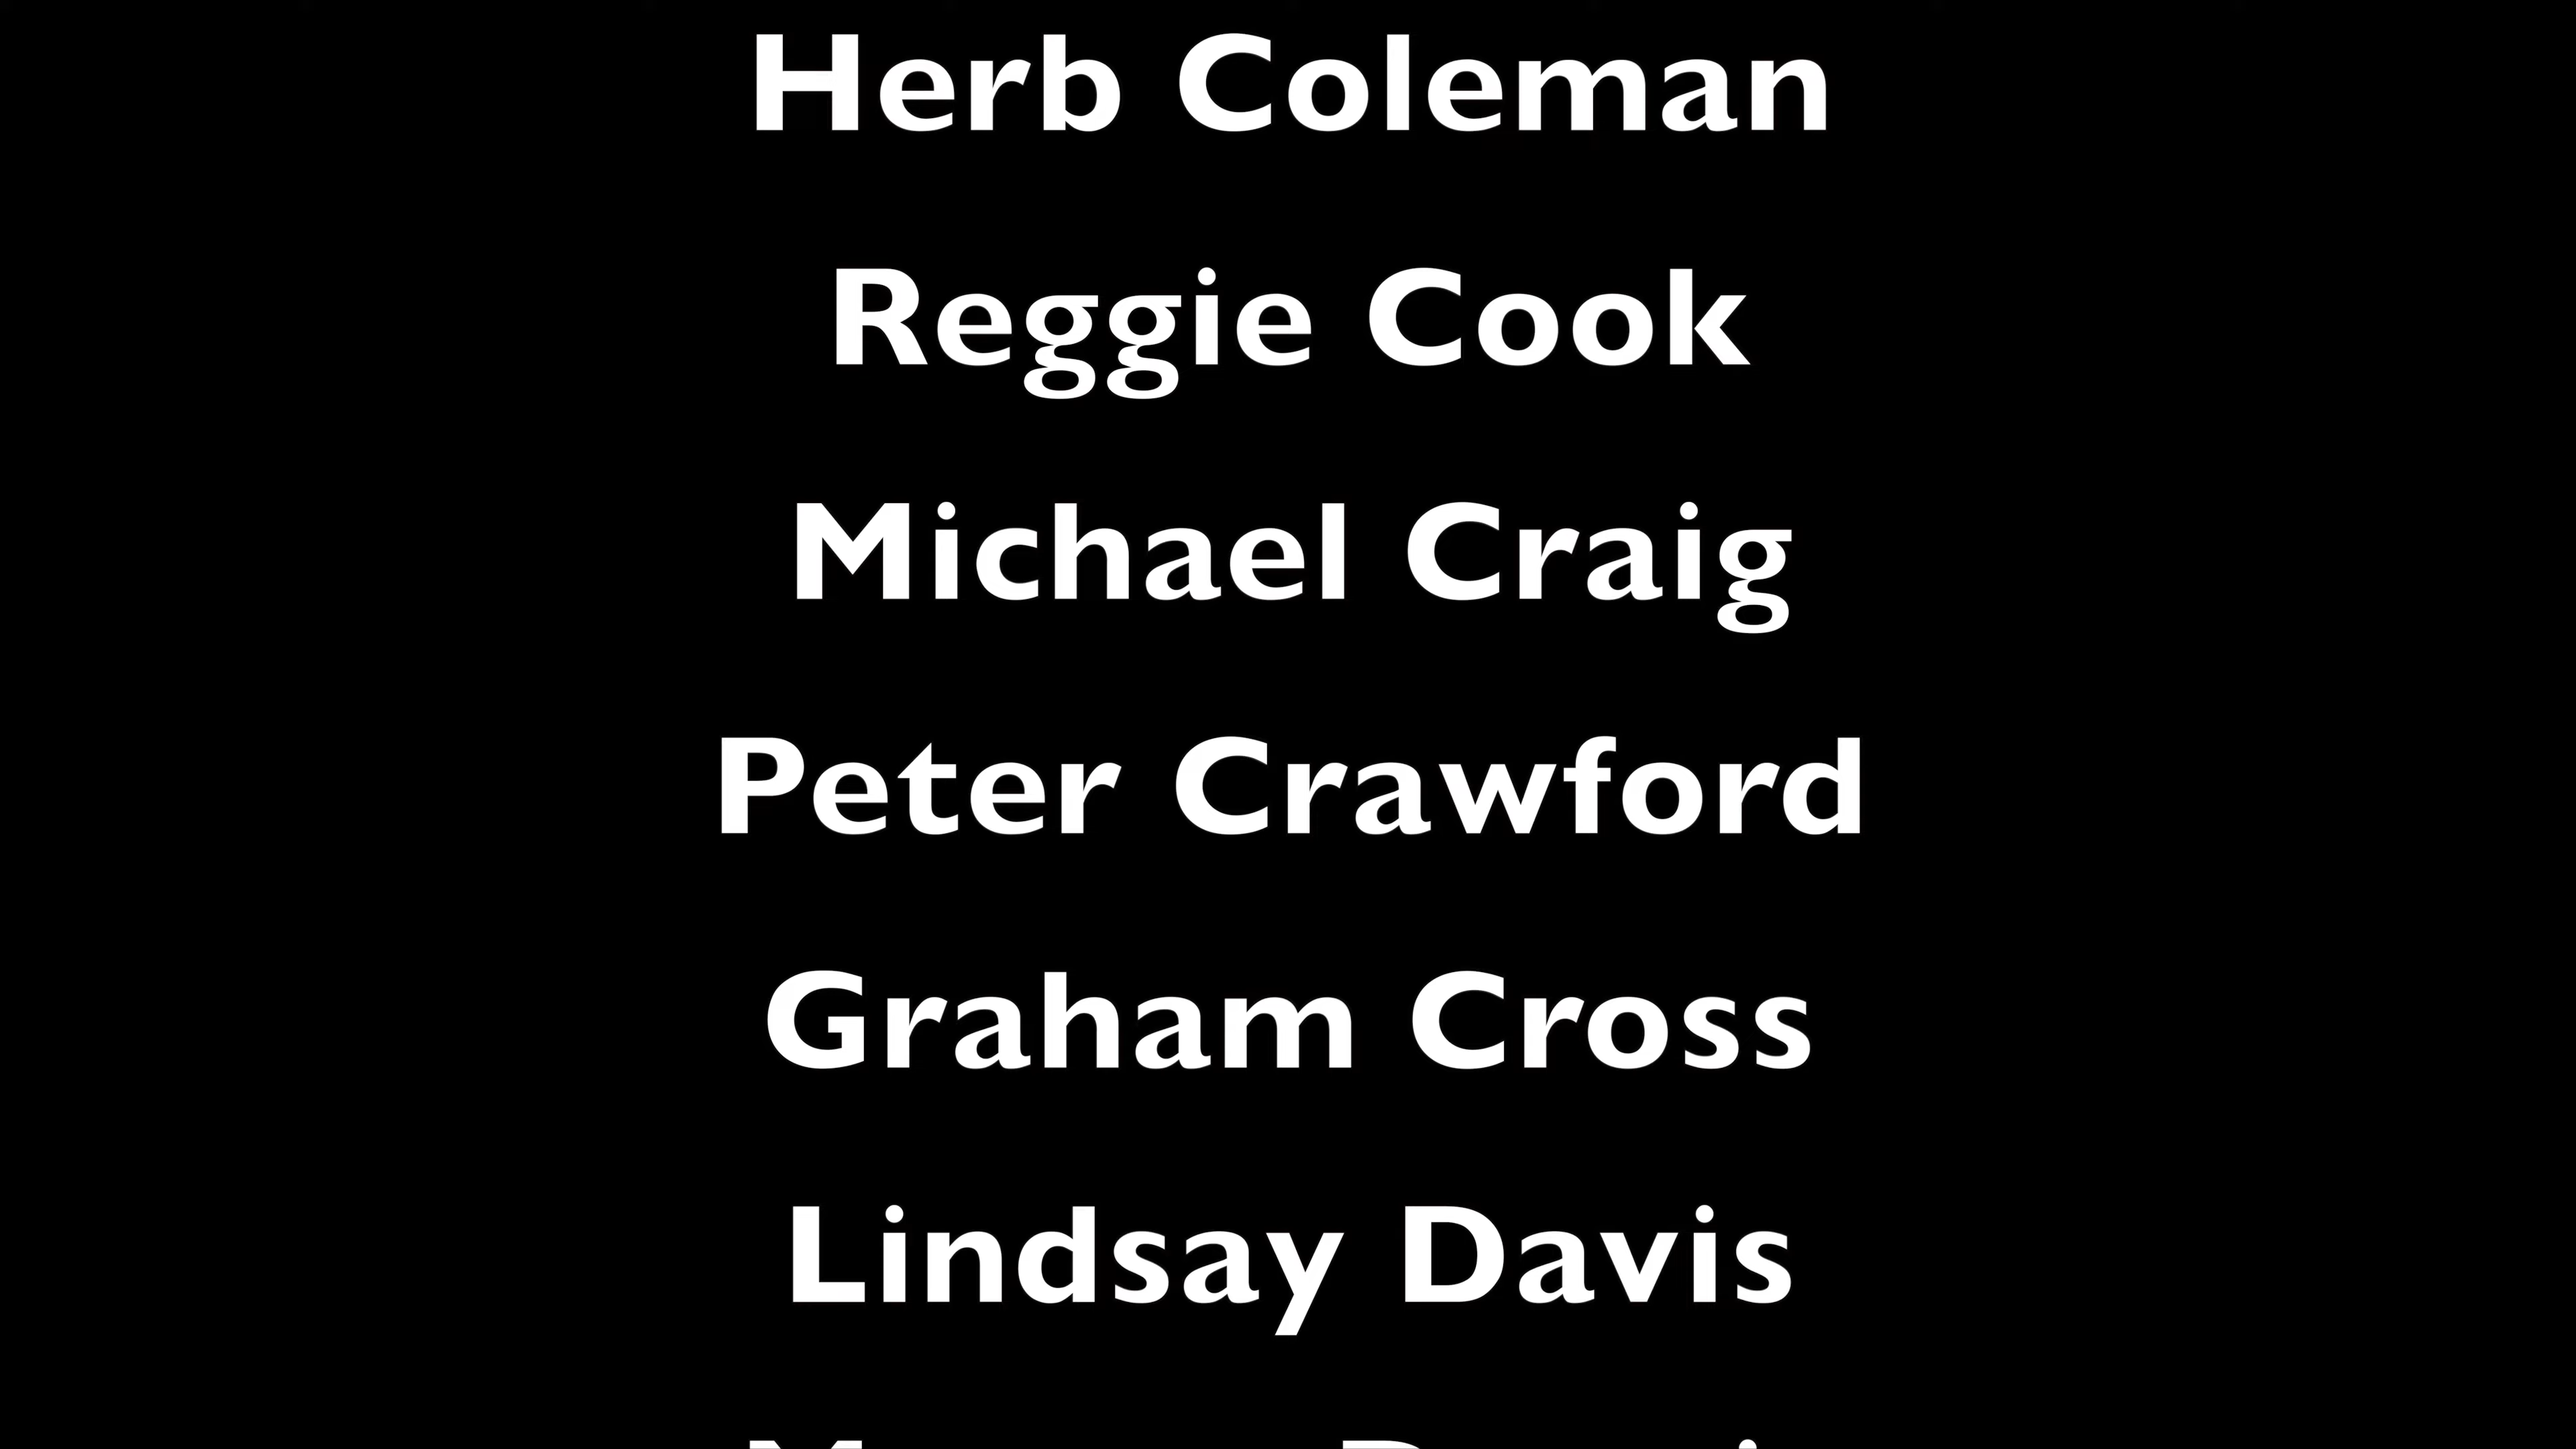 Herb Coleman
Reggie Cook
Michael Craig
Peter Crawford
Graham Cross
Lindsay Davis